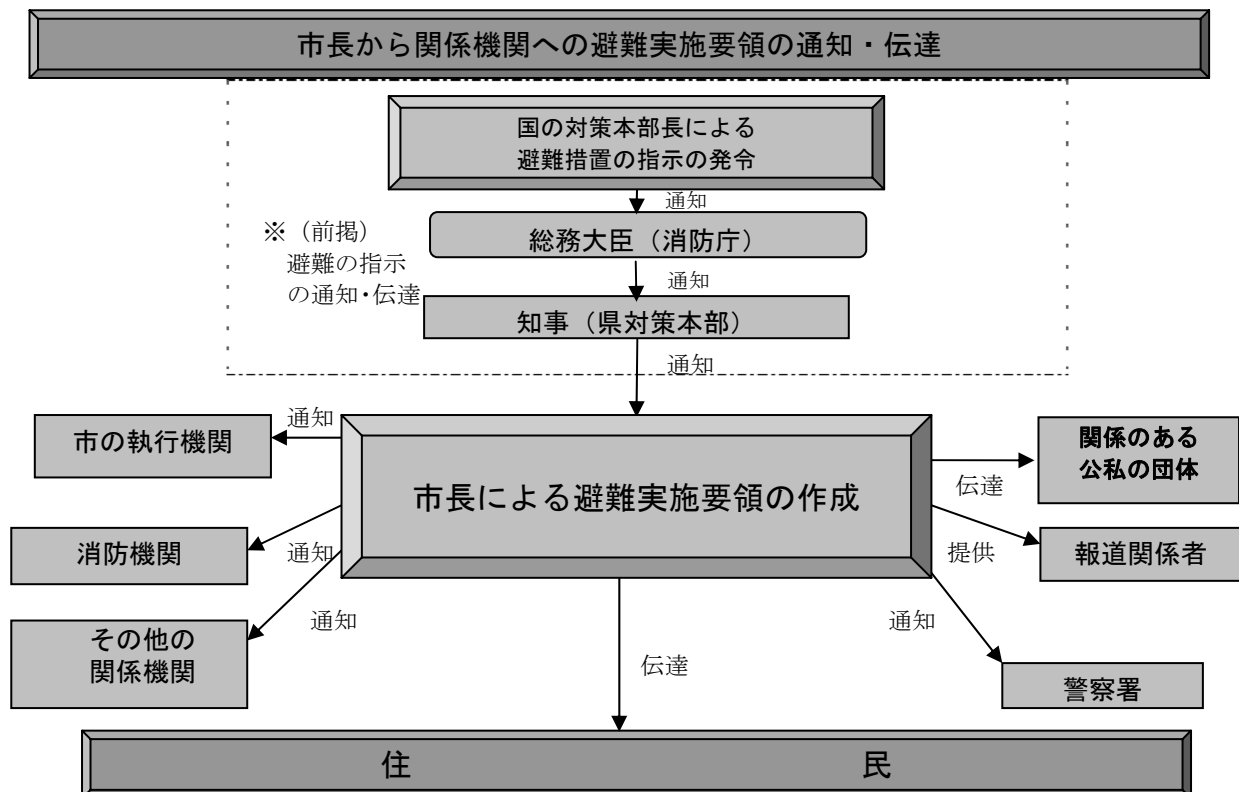 市長から関係機関への避難実施要領の通知・伝達
国の対策本部長による
避難措置の指示の発令
通知
総務大臣（消防庁）
※（前掲）
避難の指示
の通知・伝達
通知
知事（県対策本部）
通知
市の執行機関
通知
市長による避難実施要領の作成
関係のある
公私の団体
伝達
消防機関
通知
提供
報道関係者
その他の
関係機関
通知
伝達
通知
警察署
住民